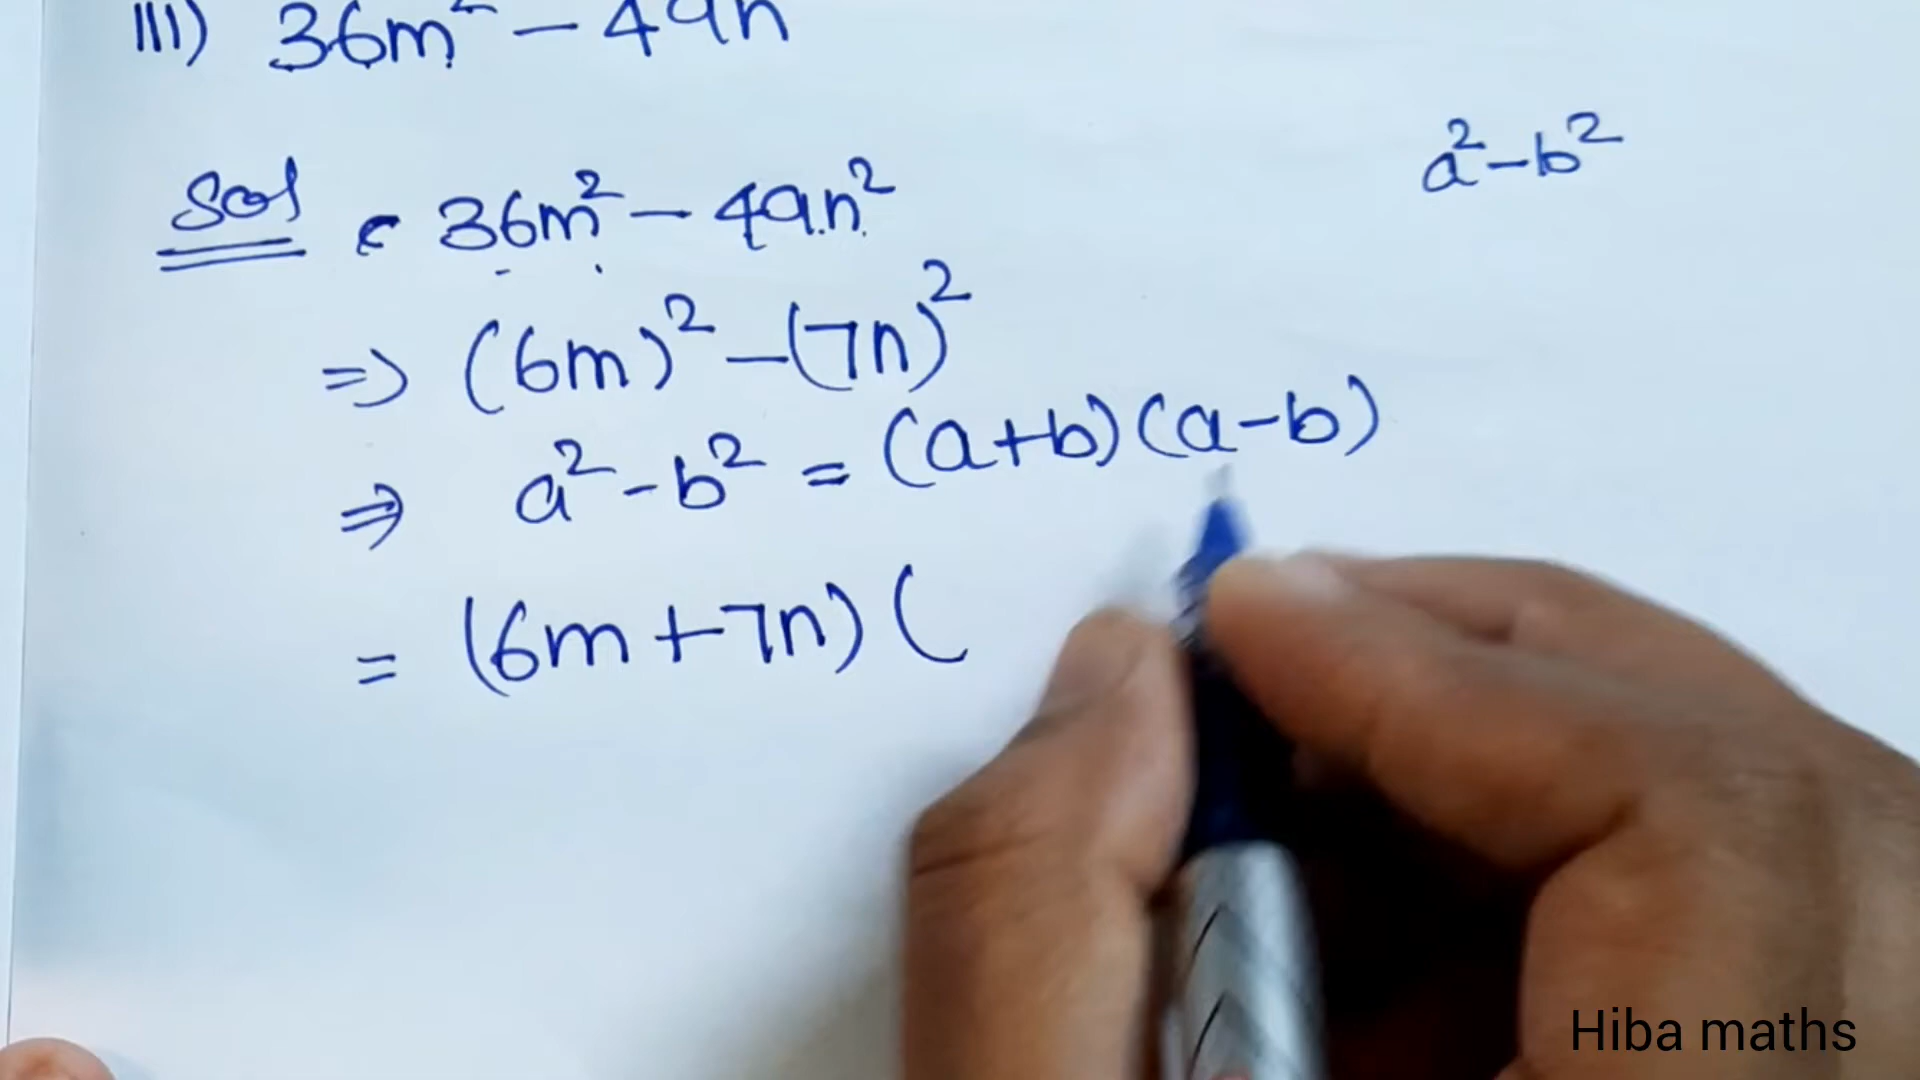 III) 36m² - 49n
a² - b²
Sol 36m² - 49n²
=> (6m)² - (7n)²
=> a² - b² = (a+b)(a-b)
= (6m + 7n)(
Hiba maths